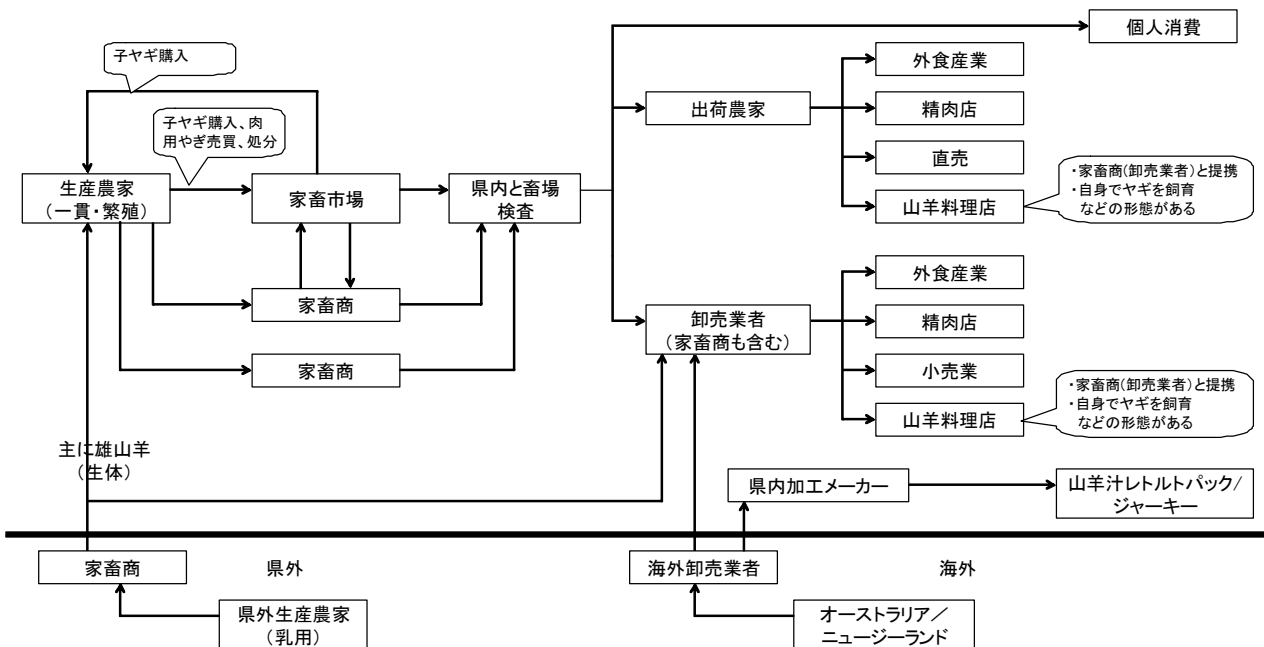 個人消費
子ヤギ購入
外食産業
出荷農家
精肉店
子ヤギ購入、肉
用やぎ売買、処分
直売
・家畜商(卸売業者)と提携
・自身でヤギを飼育
などの形態がある
生産農家
（一貫・繁殖）
家畜市場
県内と畜場
検査
山羊料理店
外食産業
家畜商
卸売業者
（家畜商も含む）
精肉店
家畜商
小売業
・家畜商(卸売業者)と提携
・自身でヤギを飼育
などの形態がある
山羊料理店
主に雄山羊
（生体）
県内加工メーカー
山羊汁レトルトパック/
ジャーキー
家畜商
県外
海外卸売業者
海外
県外生産農家
（乳用）
オーストラリア／
ニュージーランド